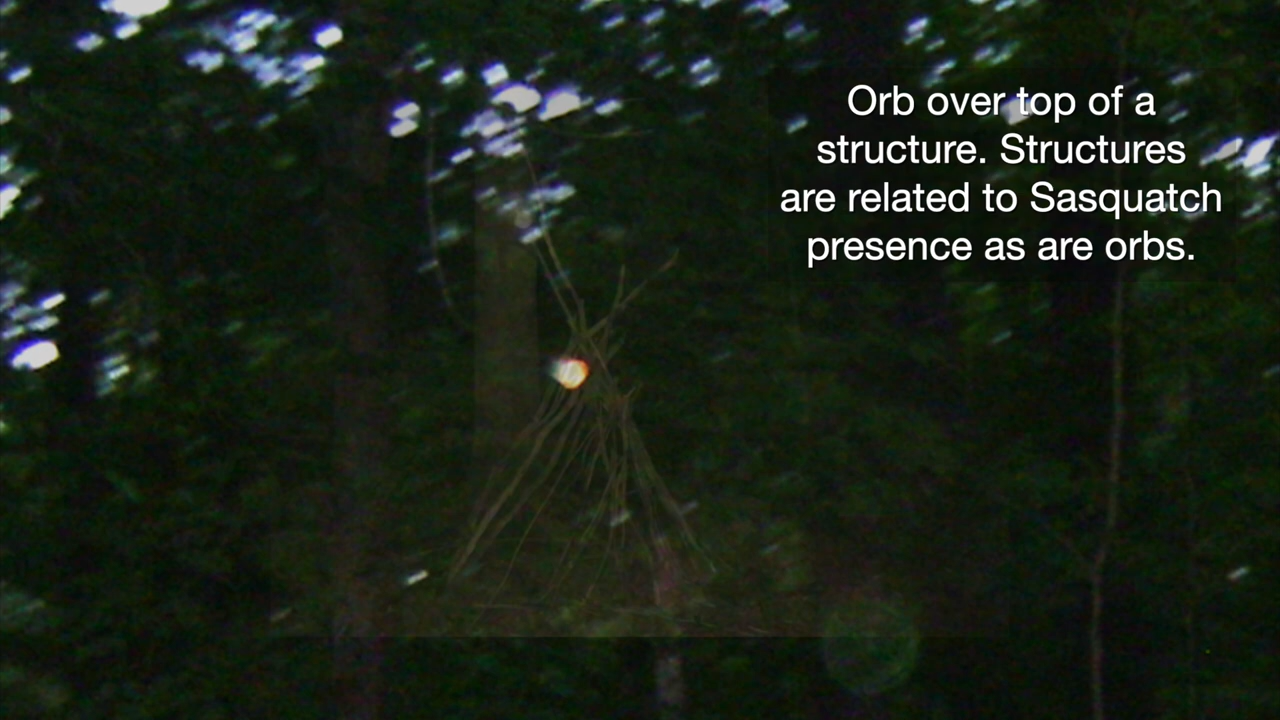 Orb over top of a
structure. Structures
are related to Sasquatch
presence as are orbs.